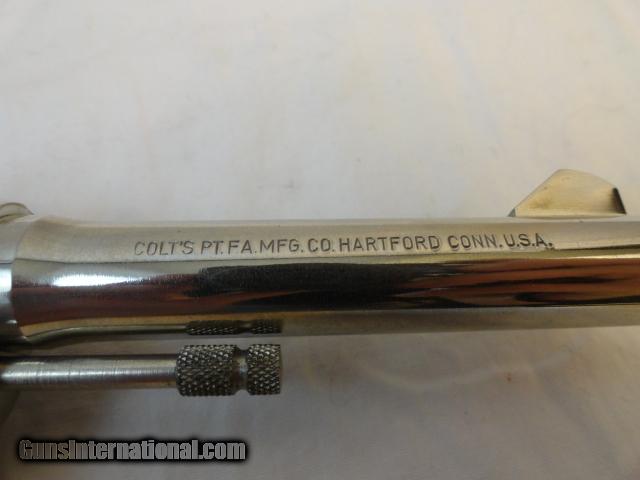 COLT'S PT. F.A. MFG. CO. HARTFORD CONN. U.S.A.
GunsInternational.com